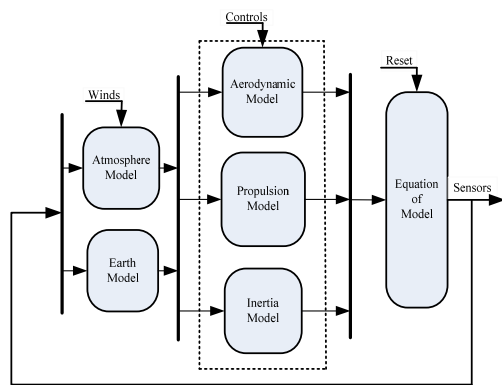 Controls
Winds
Aerodynamic
Model
Reset
Atmosphere
Model
Propulsion
Model
Equation
of
Model
Sensors
Earth
Model
Inertia
Model